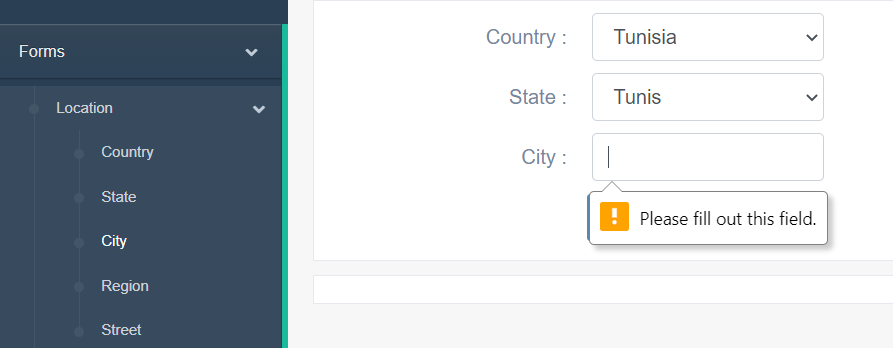 Forms
Location
Country
State
City
Region
Street
Country : Tunisia
State : Tunis
City :
Please fill out this field.